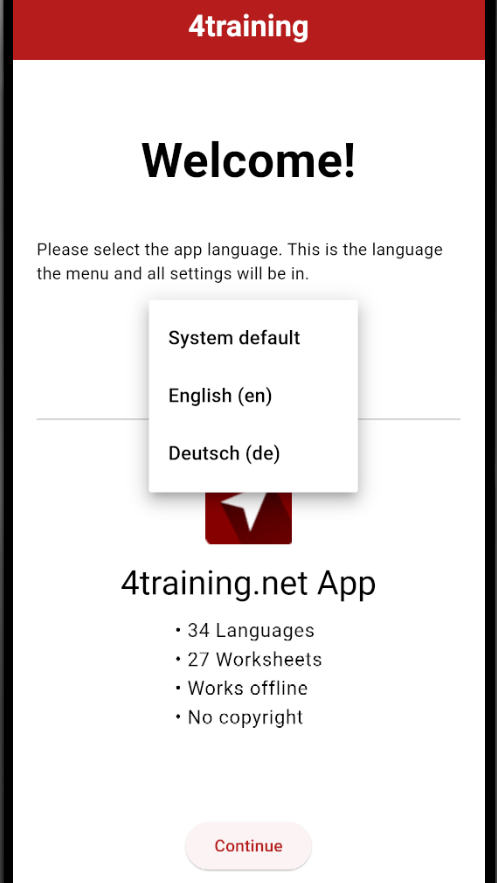 4training
Welcome!
Please select the app language. This is the language
the menu and all settings will be in.
System default
English (en)
Deutsch (de)
4training.net App
• 34 Languages
• 27 Worksheets
• Works offline
• No copyright
Continue